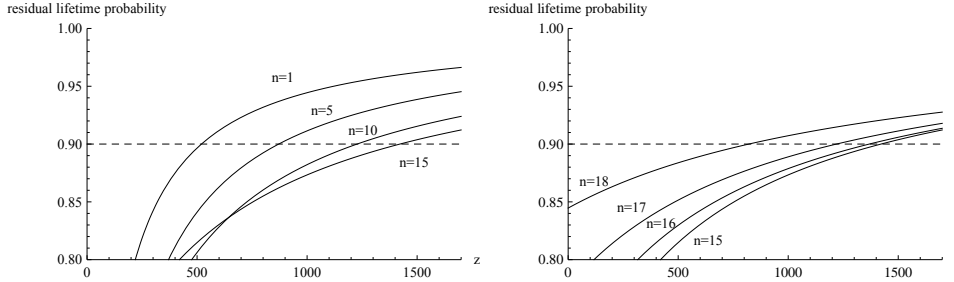 residual lifetime probability
1.00
0.95
0.90
0.85
0.80
0
500
1000
1500
z
n=1
n=5
n=10
n=15
residual lifetime probability
1.00
0.95
0.90
0.85
0.80
0
500
1000
1500
n=18
n=17
n=16
n=15